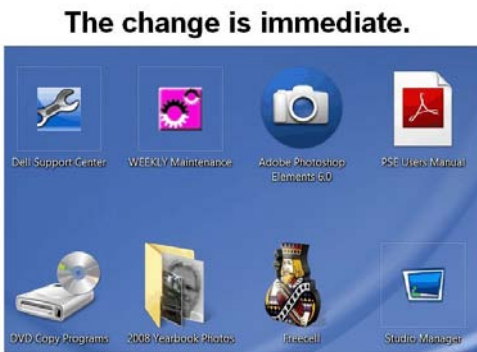 The change is immediate.
Dell Support Center
WEEKLY Maintenance
Adobe Photoshop
Elements 6.0
PSE Users Manual
DVD Copy Programs
2008 Yearbook Photos
Freecell
Studio Manager